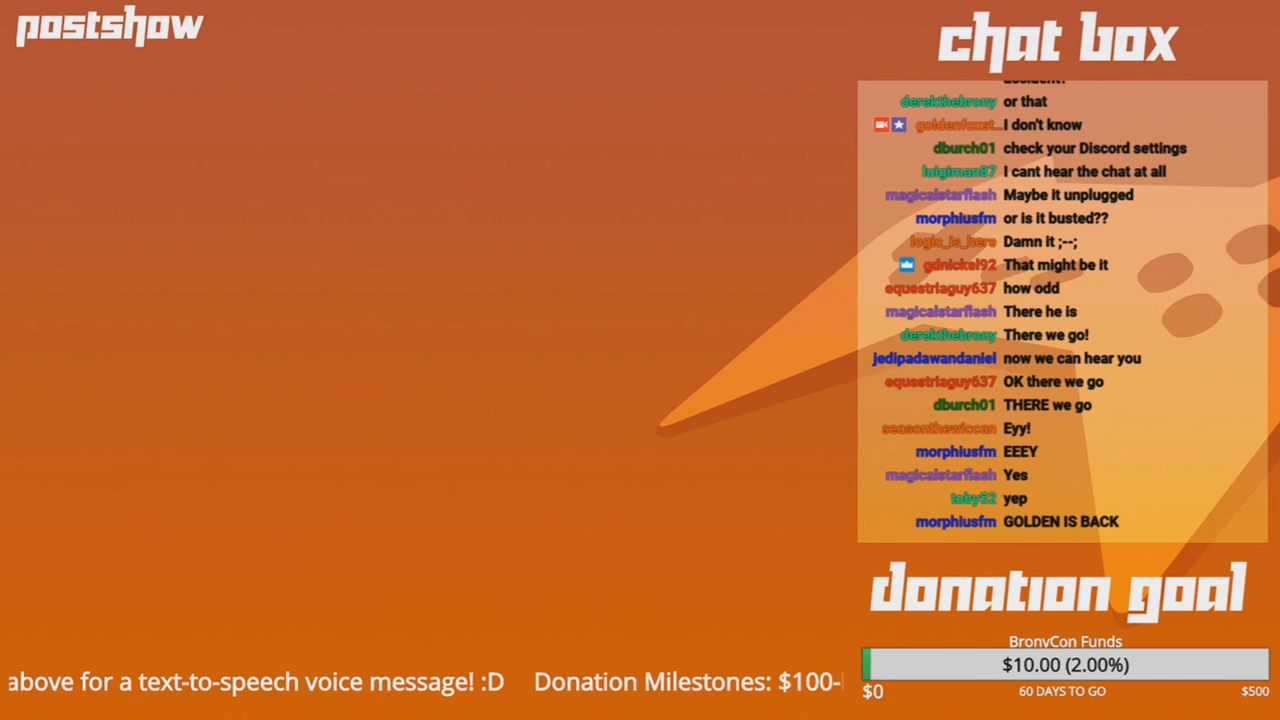 postshow
chat box
derekthebrony or that
goldenfoxst... I don't know
dburch01 check your Discord settings
luigiman87 I cant hear the chat at all
magicalstarflash Maybe it unplugged
morphiusfm or is it busted??
logic_is_here Damn it ;--;
gdnickel92 That might be it
equestriaguy637 how odd
magicalstarflash There he is
derekthebrony There we go!
jedipadawandaniel now we can hear you
equestriaguy637 OK there we go
dburch01 THERE we go
seasonthewiccan Eyy!
morphiusfm EEEY
magicalstarflash Yes
toby52 yep
morphiusfm GOLDEN IS BACK
donation goal
BronyCon Funds
$10.00 (2.00%)
$0 60 DAYS TO GO $500
above for a text-to-speech voice message! :D Donation Milestones: $100-